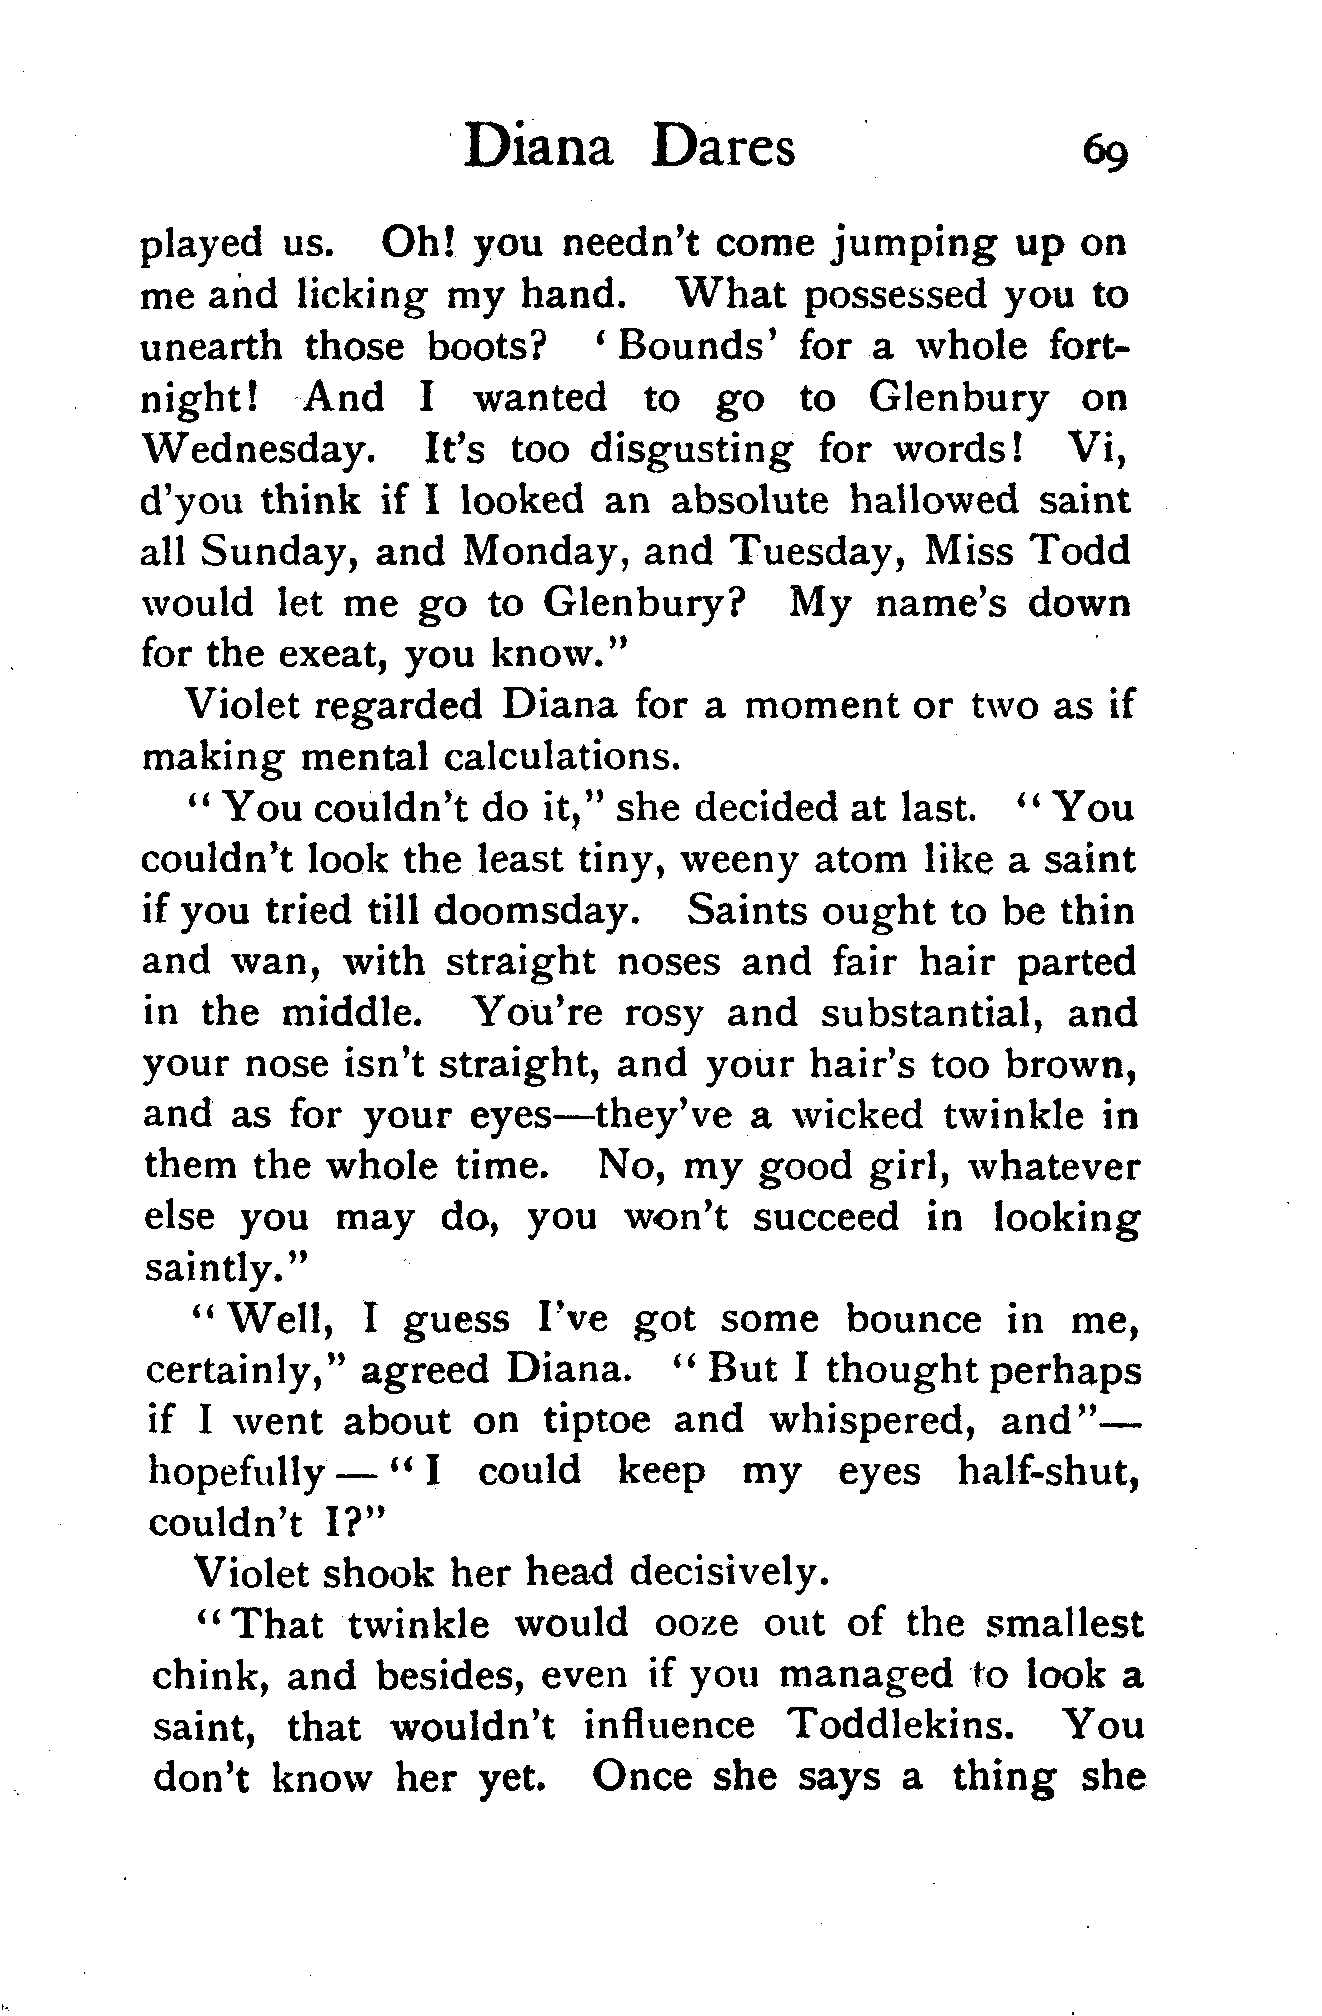 Diana Dares 69
played us. Oh! you needn't come jumping up on
me and licking my hand. What possessed you to
unearth those boots? 'Bounds' for a whole fort-
night! And I wanted to go to Glenbury on
Wednesday. It's too disgusting for words! Vi,
d'you think if I looked an absolute hallowed saint
all Sunday, and Monday, and Tuesday, Miss Todd
would let me go to Glenbury? My name's down
for the exeat, you know."
Violet regarded Diana for a moment or two as if
making mental calculations.
"You couldn't do it," she decided at last. "You
couldn't look the least tiny, weeny atom like a saint
if you tried till doomsday. Saints ought to be thin
and wan, with straight noses and fair hair parted
in the middle. You're rosy and substantial, and
your nose isn't straight, and your hair's too brown,
and as for your eyes—they've a wicked twinkle in
them the whole time. No, my good girl, whatever
else you may do, you won't succeed in looking
saintly."
"Well, I guess I've got some bounce in me,
certainly," agreed Diana. "But I thought perhaps
if I went about on tiptoe and whispered, and"—
hopefully—"I could keep my eyes half-shut,
couldn't I?"
Violet shook her head decisively.
"That twinkle would ooze out of the smallest
chink, and besides, even if you managed to look a
saint, that wouldn't influence Toddlekins. You
don't know her yet. Once she says a thing she